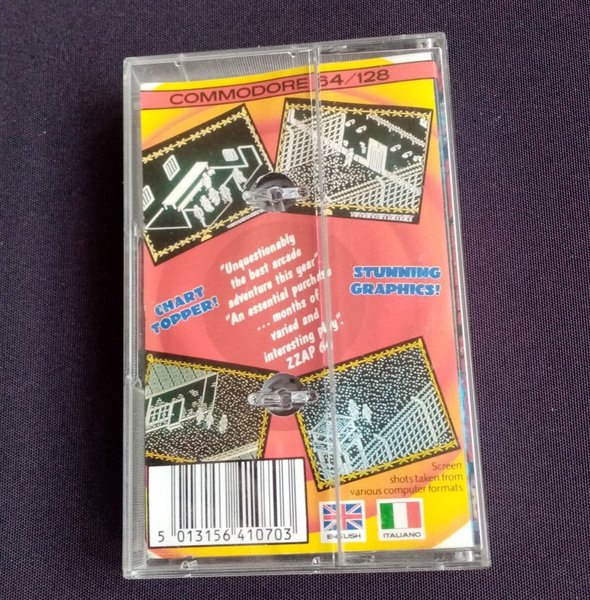 COMMODORE 64/128
"Unquestionably
the best arcade
adventure this year".
"An essential purchase
... months of
varied and
interesting play".
ZZAP 64
CHART
TOPPER!
STUNNING
GRAPHICS!
Screen
shots taken from
various computer formats.
5 013156 410703
ENGLISH
ITALIANO